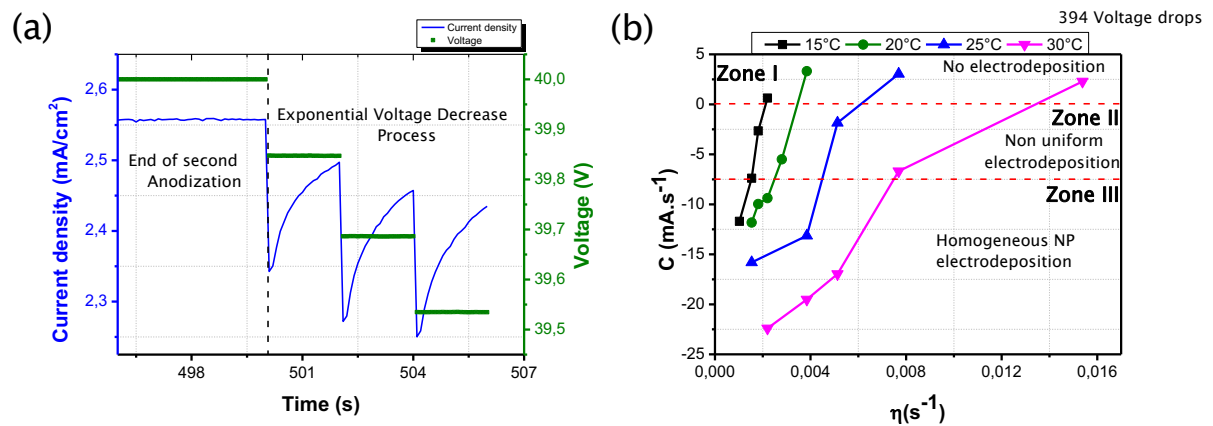 (a)
Current density
Voltage
2,6
2,5
2,4
2,3
Current density (mA/cm²)
End of second
Anodization
Exponential Voltage Decrease
Process
40,0
39,9
39,8
39,7
39,6
39,5
Voltage (V)
498
501
504
507
Time (s)
(b)
394 Voltage drops
15°C
20°C
25°C
30°C
5
0
-5
-10
-15
-20
-25
C (mA.s⁻¹)
Zone I
No electrodeposition
Zone II
Non uniform
electrodeposition
Zone III
Homogeneous NP
electrodeposition
0,000
0,004
0,008
0,012
0,016
η(s⁻¹)